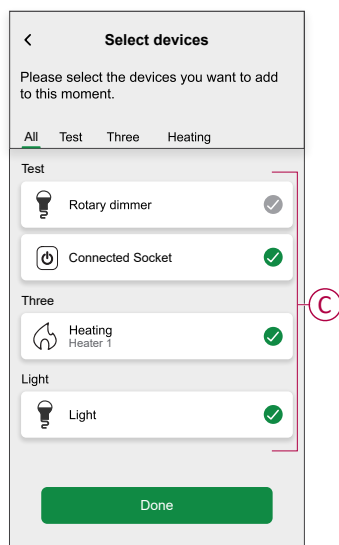 Select devices
Please select the devices you want to add
to this moment.
All Test Three Heating
Test
Rotary dimmer
Connected Socket
Three
Heating
Heater 1
Light
Light
Done
C